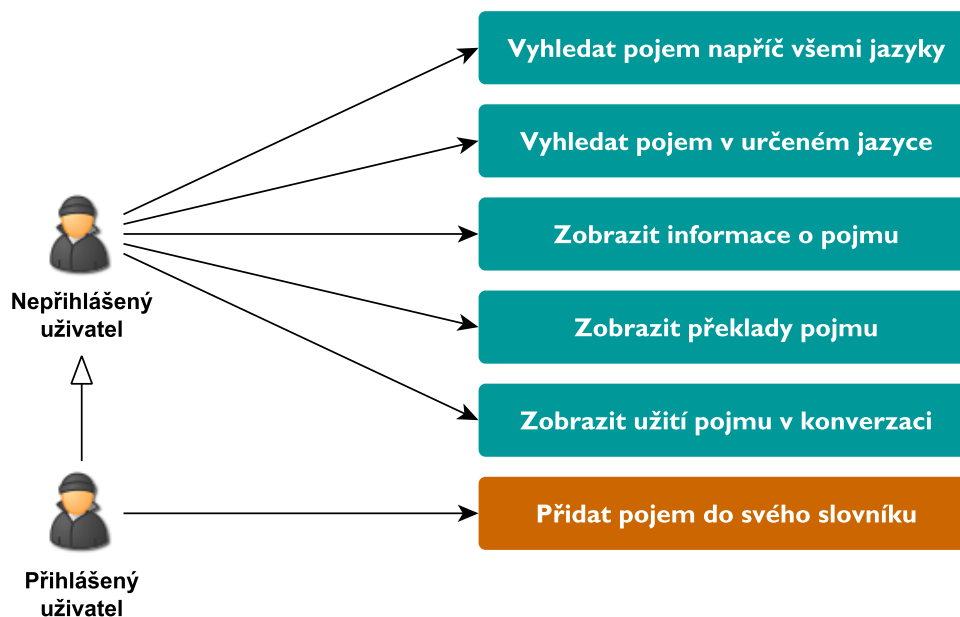 Vyhledat pojem napříč všemi jazyky
Vyhledat pojem v určeném jazyce
Zobrazit informace o pojmu
Nepřihlášený
uživatel
Zobrazit překlady pojmu
Zobrazit užití pojmu v konverzaci
Přidat pojem do svého slovníku
Přihlášený
uživatel